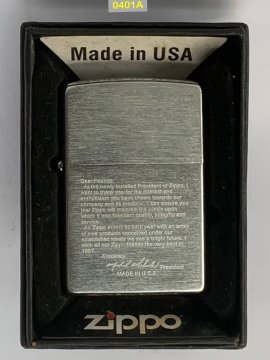 0401A
Made in USA
Dear Friends:
As the newly installed President of Zippo, I
want to thank you for the interest and
enthusiasm you have shown towards our
company and its products. I can assure you
that Zippo will maintain the ideals upon
which it was founded: quality, integrity and
service.
As Zippo enters its year with an array
of new products conceived under our
established ideals we see a bright future. I
wish all our Zippo friends the very best in
1997.
Sincerely,
President
MADE IN U.S.A.
zippo